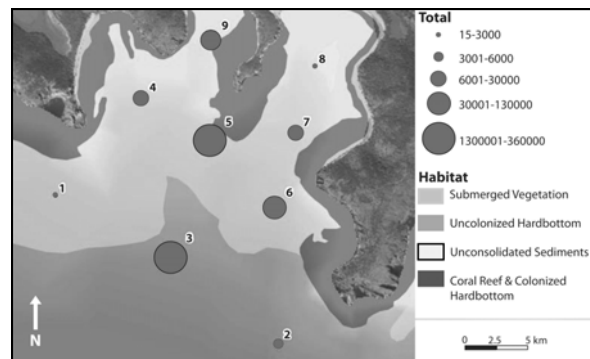 9
8
4
5
7
1
6
3
2
N
Total
15-3000
3001-6000
6001-30000
30001-130000
1300001-360000
Habitat
Submerged Vegetation
Uncolonized Hardbottom
Unconsolidated Sediments
Coral Reef & Colonized
Hardbottom
0 2.5 5 km